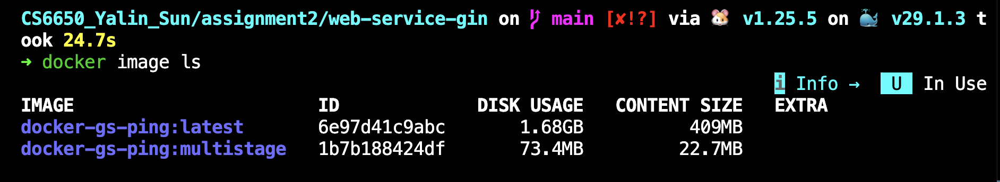 CS6650_Yalin_Sun/assignment2/web-service-gin on main [✘!?] via 🐹 v1.25.5 on 🐳 v29.1.3 t
ook 24.7s
→ docker image ls
i Info → U In Use
IMAGE ID DISK USAGE CONTENT SIZE EXTRA
docker-gs-ping:latest 6e97d41c9abc 1.68GB 409MB
docker-gs-ping:multistage 1b7b188424df 73.4MB 22.7MB